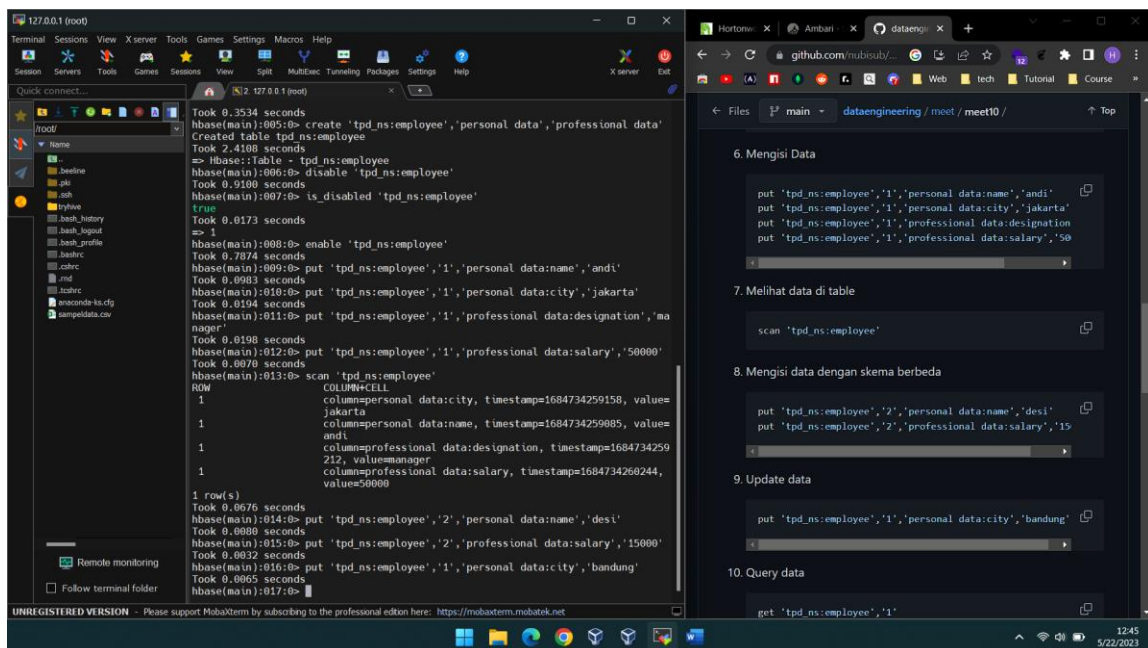 127.0.0.1 (root)
Terminal Sessions View X server Tools Games Settings Macros Help
Session Servers Tools Games Sessions View Split MultiExec Tunneling Packages Settings Help X server Exit
Quick connect...
2. 127.0.0.1 (root)
/root/
Name
..
.beeline
.pki
.ssh
tryhive
.bash_history
.bash_logout
.bash_profile
.bashrc
.cshrc
.rnd
.tcshrc
anaconda-ks.cfg
sampeldata.csv
Remote monitoring
Follow terminal folder
Took 0.3534 seconds
hbase(main):005:0> create 'tpd_ns:employee','personal data','professional data'
Created table tpd_ns:employee
Took 2.4108 seconds
=> Hbase::Table - tpd_ns:employee
hbase(main):006:0> disable 'tpd_ns:employee'
Took 0.9100 seconds
hbase(main):007:0> is_disabled 'tpd_ns:employee'
true
Took 0.0173 seconds
=> 1
hbase(main):008:0> enable 'tpd_ns:employee'
Took 0.7874 seconds
hbase(main):009:0> put 'tpd_ns:employee','1','personal data:name','andi'
Took 0.0983 seconds
hbase(main):010:0> put 'tpd_ns:employee','1','personal data:city','jakarta'
Took 0.0194 seconds
hbase(main):011:0> put 'tpd_ns:employee','1','professional data:designation','ma
nager'
Took 0.0198 seconds
hbase(main):012:0> put 'tpd_ns:employee','1','professional data:salary','50000'
Took 0.0070 seconds
hbase(main):013:0> scan 'tpd_ns:employee'
ROW COLUMN+CELL
1 column=personal data:city, timestamp=1684734259158, value=
jakarta
1 column=personal data:name, timestamp=1684734259085, value=
andi
1 column=professional data:designation, timestamp=1684734259
212, value=manager
1 column=professional data:salary, timestamp=1684734260244,
value=50000
1 row(s)
Took 0.0676 seconds
hbase(main):014:0> put 'tpd_ns:employee','2','personal data:name','desi'
Took 0.0080 seconds
hbase(main):015:0> put 'tpd_ns:employee','2','professional data:salary','15000'
Took 0.0032 seconds
hbase(main):016:0> put 'tpd_ns:employee','1','personal data:city','bandung'
Took 0.0065 seconds
hbase(main):017:0>
UNREGISTERED VERSION - Please support MobaXterm by subscribing to the professional edition here: https://mobaxterm.mobatek.net
Hortonw Ambari - dataengi
github.com/nubisub/...
12
H
Web tech Tutorial Course »
Files main dataengineering / meet / meet10 / Top
6. Mengisi Data
put 'tpd_ns:employee','1','personal data:name','andi'
put 'tpd_ns:employee','1','personal data:city','jakarta'
put 'tpd_ns:employee','1','professional data:designation
put 'tpd_ns:employee','1','professional data:salary','50
7. Melihat data di table
scan 'tpd_ns:employee'
8. Mengisi data dengan skema berbeda
put 'tpd_ns:employee','2','personal data:name','desi'
put 'tpd_ns:employee','2','professional data:salary','15
9. Update data
put 'tpd_ns:employee','1','personal data:city','bandung'
10. Query data
get 'tpd_ns:employee','1'
12:45
5/22/2023